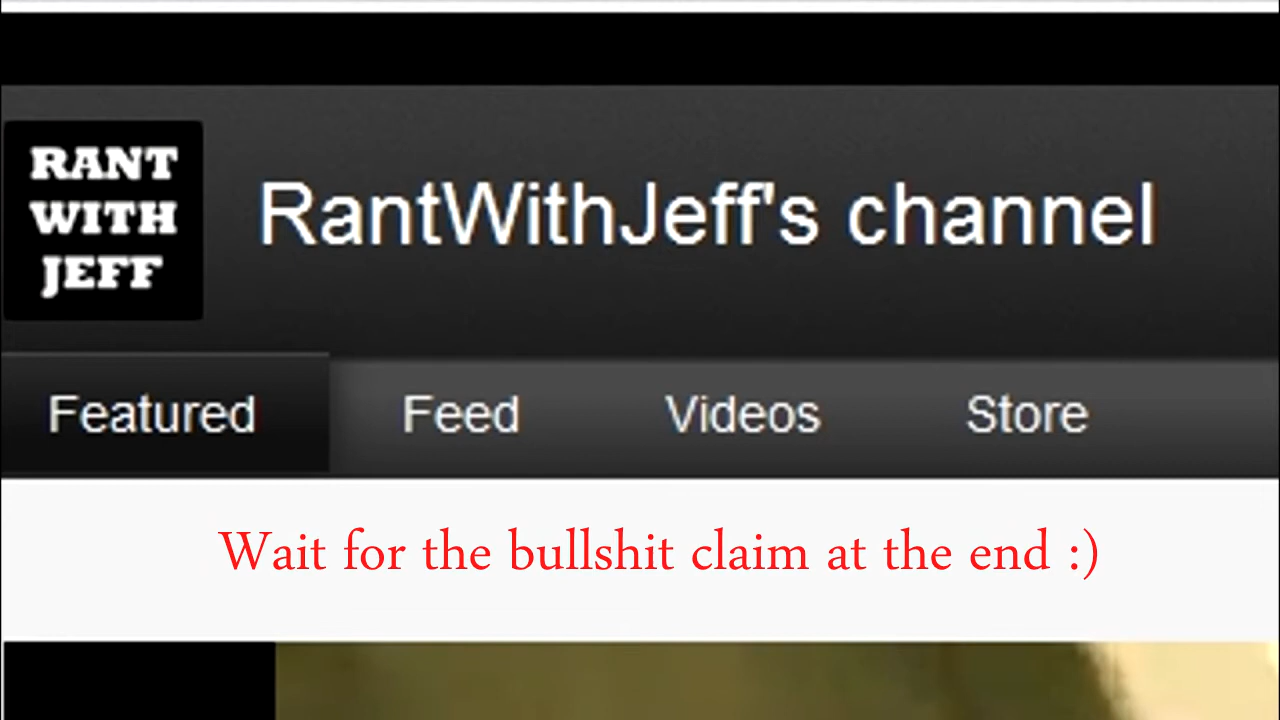 RANT
WITH
JEFF
RantWithJeff's channel
Featured Feed Videos Store
Wait for the bullshit claim at the end :)